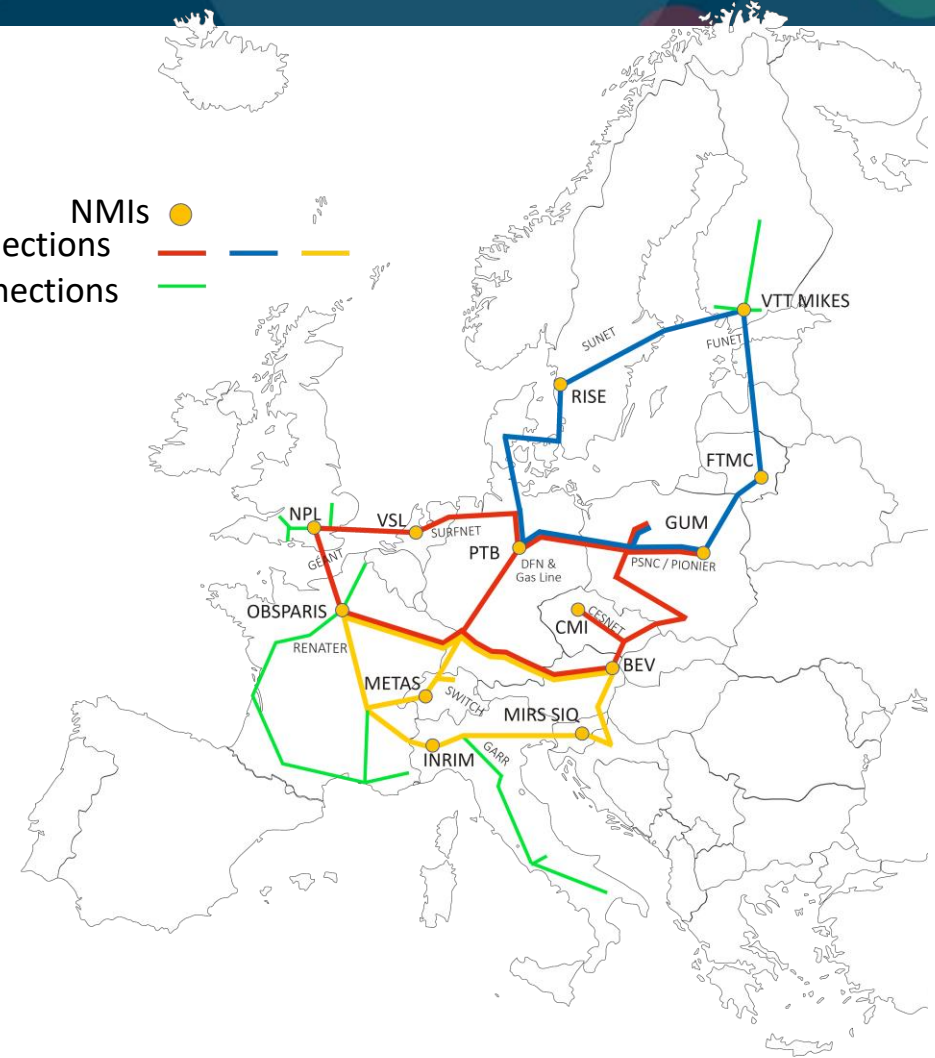 NMIs
ections
nections
VTT MIKES
SUNET
FUNET
RISE
FTMC
NPL
VSL
SURFNET
GUM
PTB
GÉANT
DFN &
Gas Line
PSNC / PIONIER
OBSPARIS
CESNET
CMI
RENATER
BEV
METAS
SWITCH
MIRS SIQ
GARR
INRIM